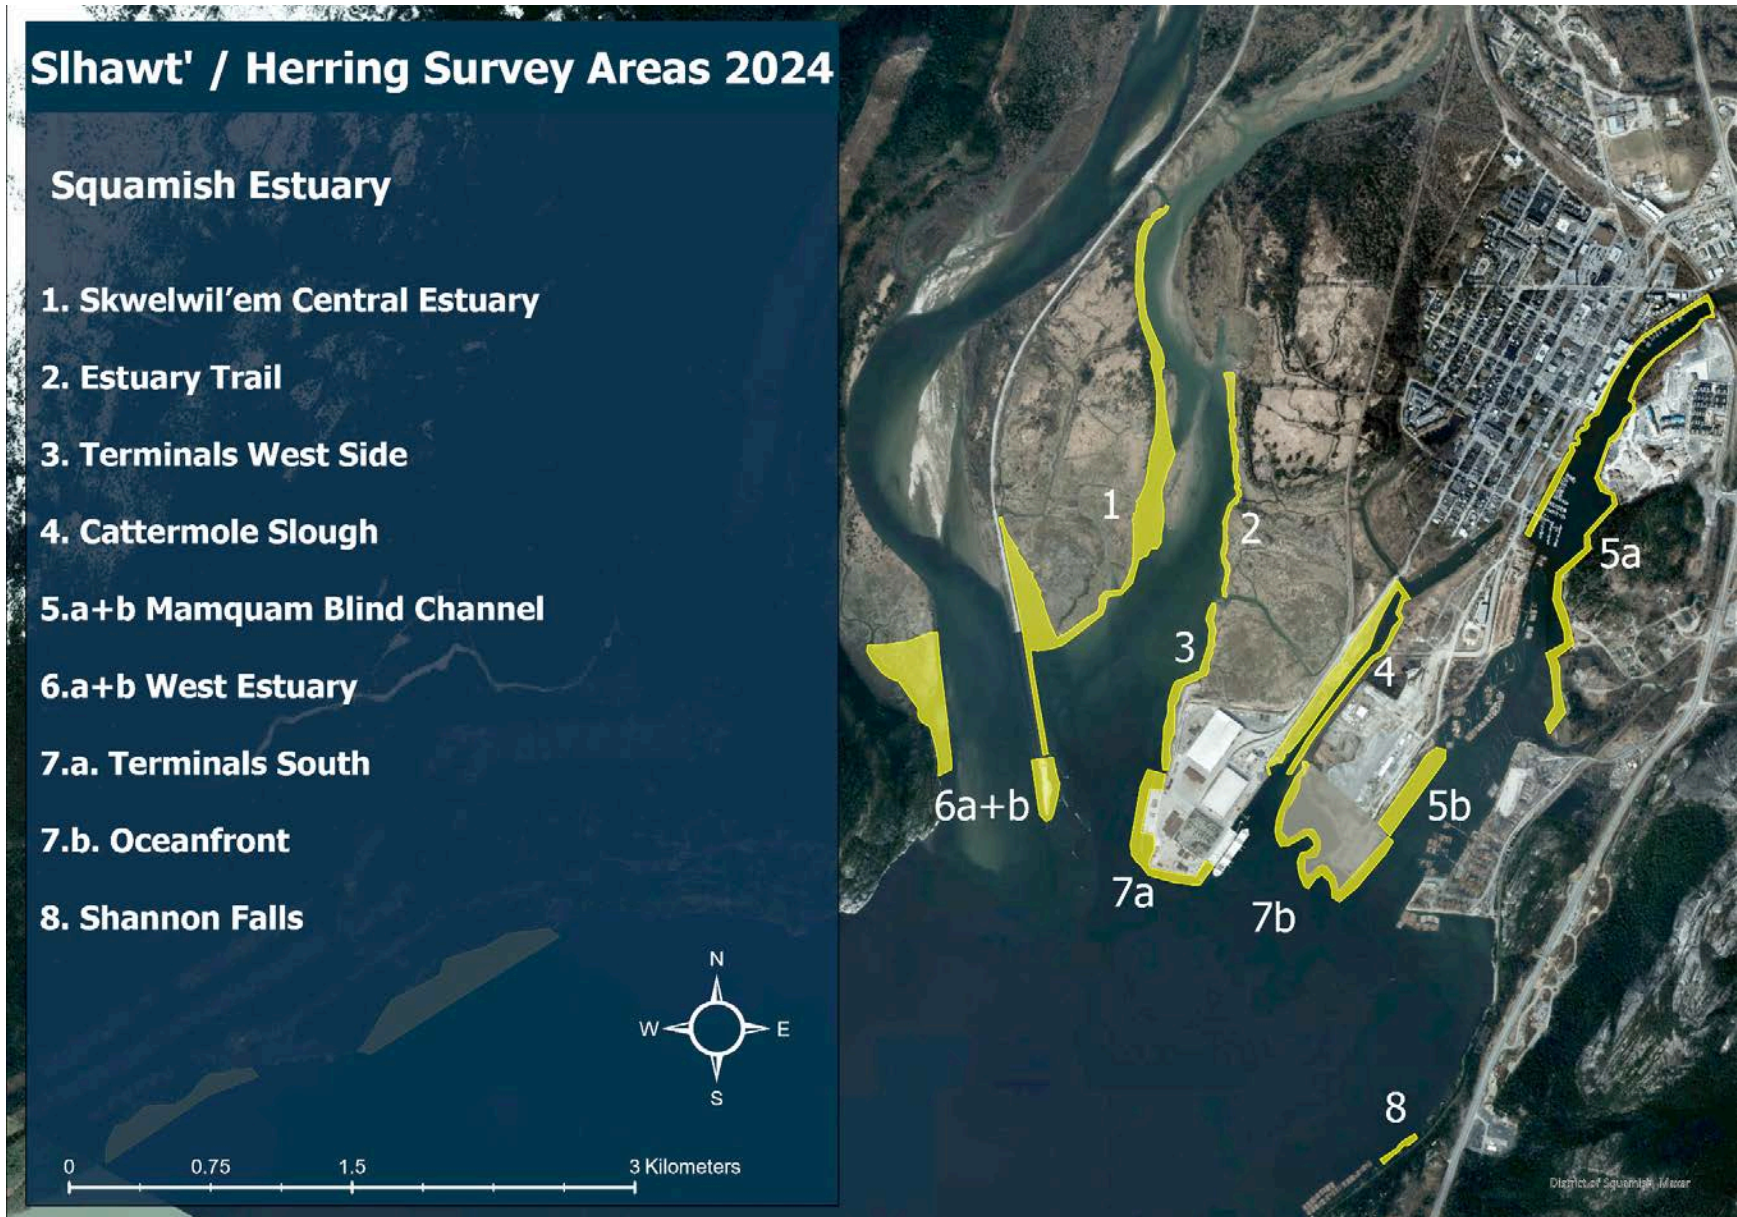 Slhawt' / Herring Survey Areas 2024
Squamish Estuary
1. Skwelwil’em Central Estuary
2. Estuary Trail
3. Terminals West Side
4. Cattermole Slough
5.a+b Mamquam Blind Channel
6.a+b West Estuary
7.a. Terminals South
7.b. Oceanfront
8. Shannon Falls
N
W E
S
0 0.75 1.5 3 Kilometers
1
2
5a
3
4
6a+b
5b
7a
7b
8
District of Squamish, Maxar